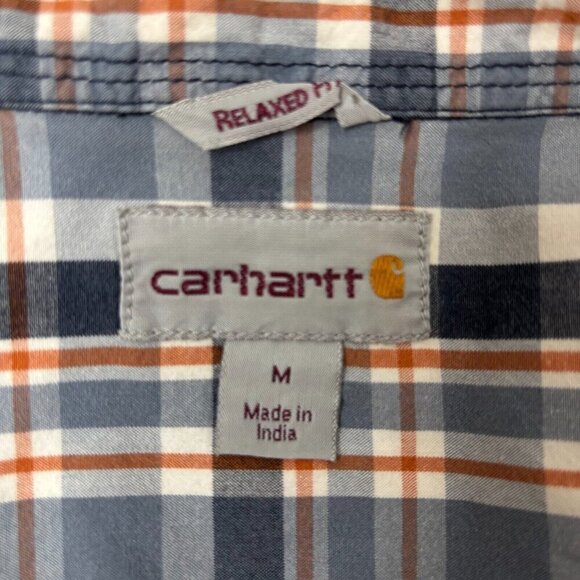 RELAXED FIT
carhartt
M
Made in
India